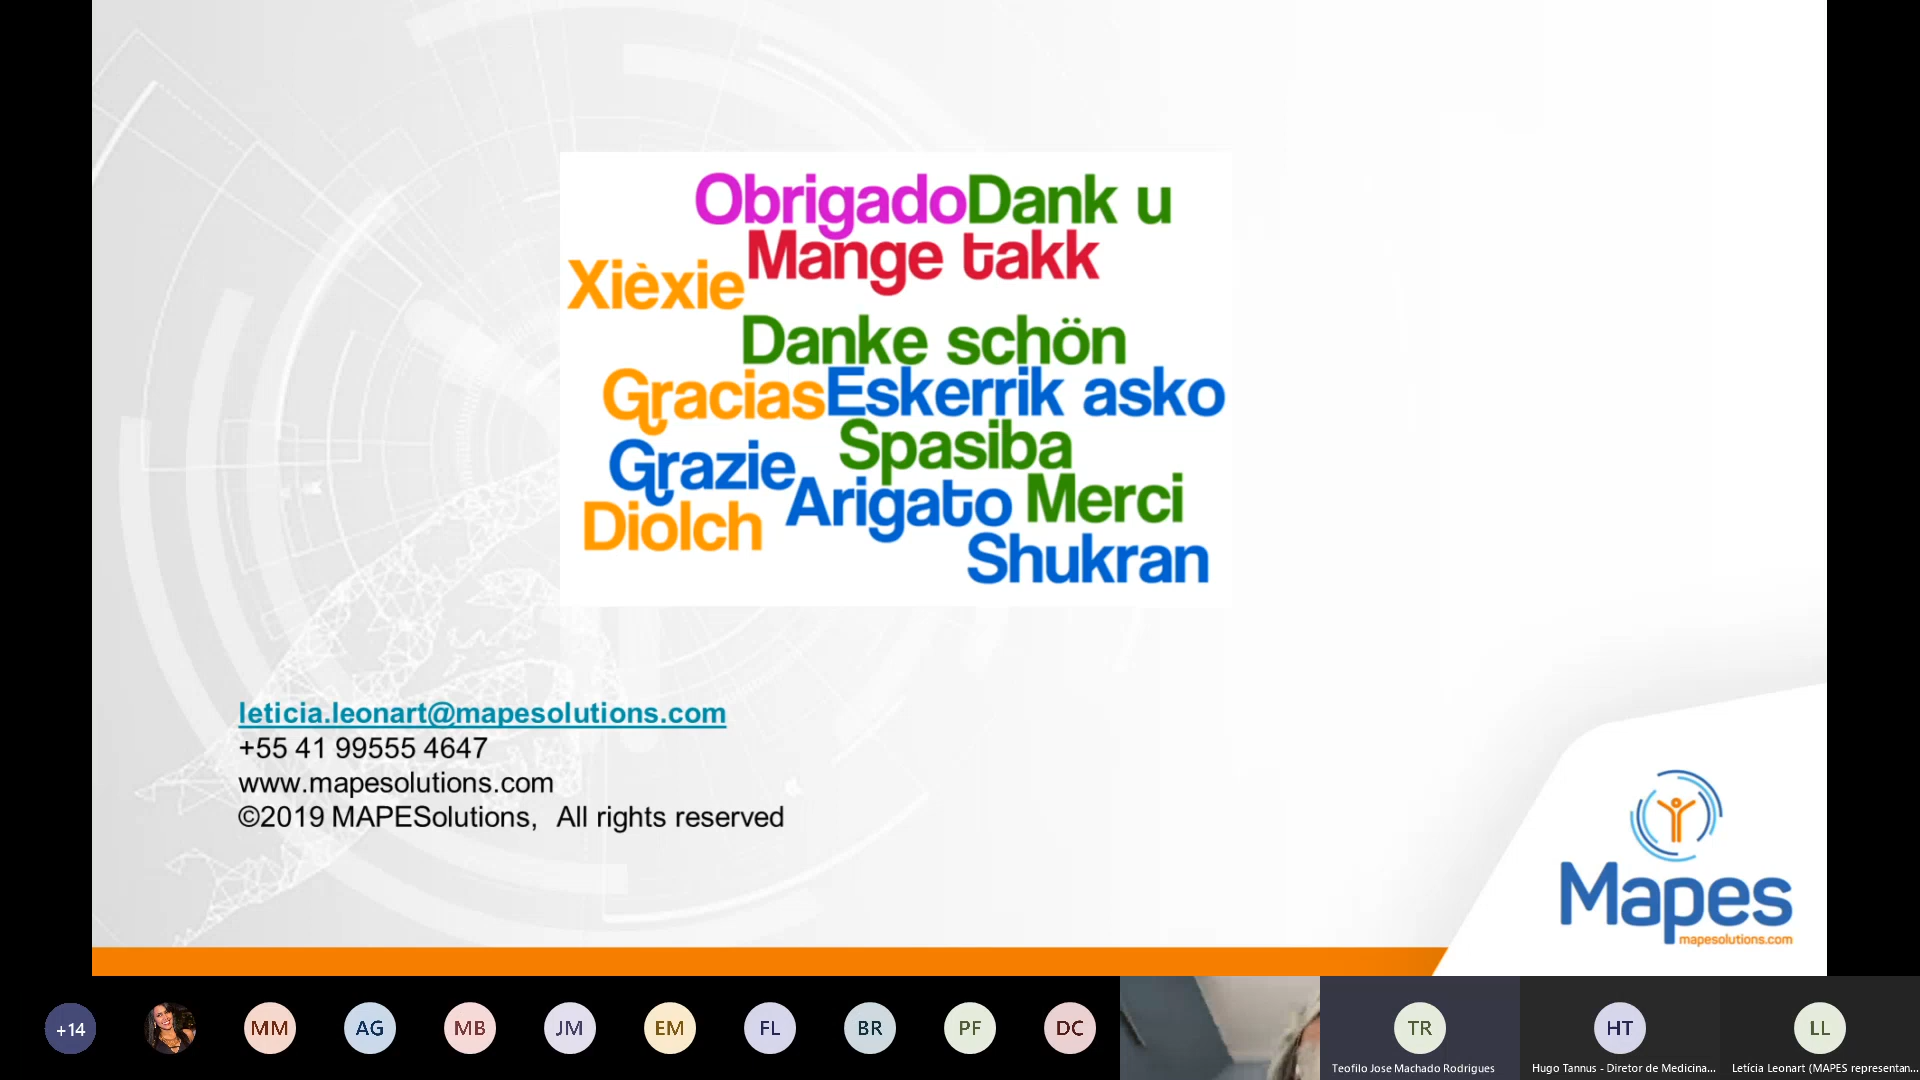 ObrigadoDank u
Mange takk
Xièxie
Danke schön
GraciasEskerrik asko
Spasiba
Grazie
Arigato Merci
Diolch
Shukran
leticia.leonart@mapesolutions.com
+55 41 99555 4647
www.mapesolutions.com
©2019 MAPESolutions, All rights reserved
Mapes
mapesolutions.com
+14
MM
AG
MB
JM
EM
FL
BR
PF
DC
TR
HT
LL
Teofilo Jose Machado Rodrigues
Hugo Tannus - Diretor de Medicina...
Letícia Leonart (MAPES representan...